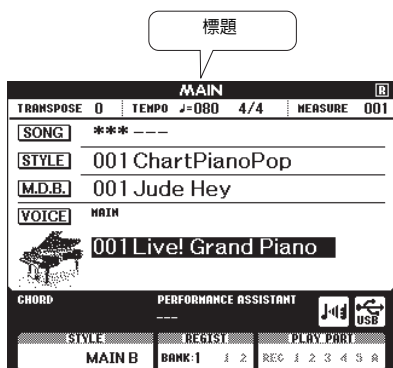 標題
MAIN R
TRANSPOSE 0 TEMPO ♩=080 4/4 MEASURE 001
SONG *** ---
STYLE 001 ChartPianoPop
M.D.B. 001 Jude Hey
VOICE MAIN
001 Live! Grand Piano
CHORD PERFORMANCE ASSISTANT
---
USB
STYLE REGIST PLAY PART
MAIN B BANK:1 1 2 REC 1 2 3 4 5 A